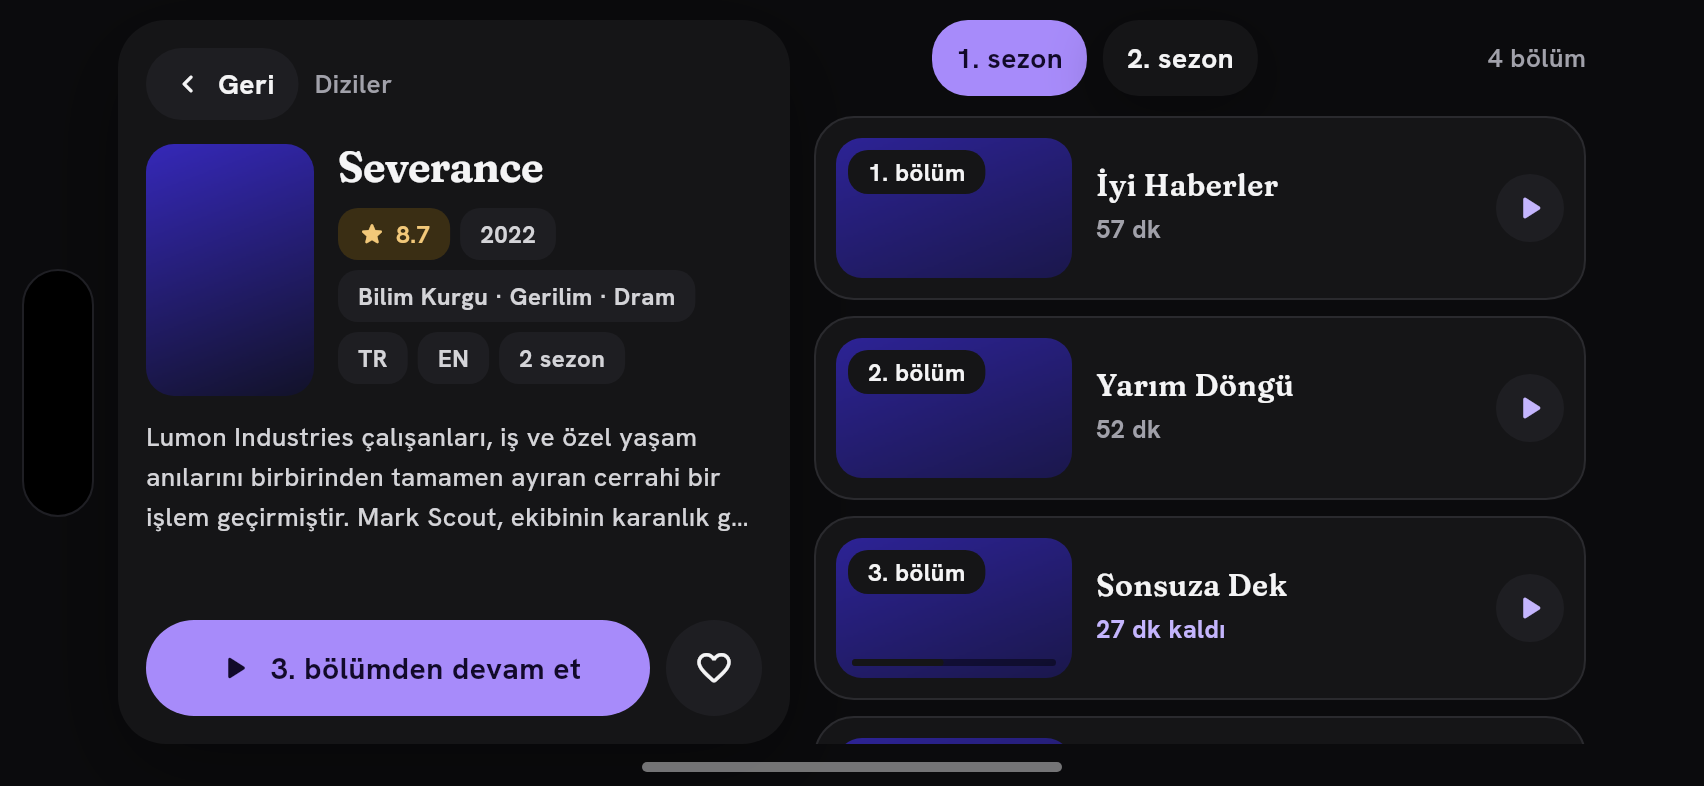 Geri
Diziler
Severance
8.7
2022
Bilim Kurgu · Gerilim · Dram
TR
EN
2 sezon
Lumon Industries çalışanları, iş ve özel yaşam
anılarını birbirinden tamamen ayıran cerrahi bir
işlem geçirmiştir. Mark Scout, ekibinin karanlık g...
3. bölümden devam et
1. sezon
2. sezon
4 bölüm
1. bölüm
İyi Haberler
57 dk
2. bölüm
Yarım Döngü
52 dk
3. bölüm
Sonsuza Dek
27 dk kaldı